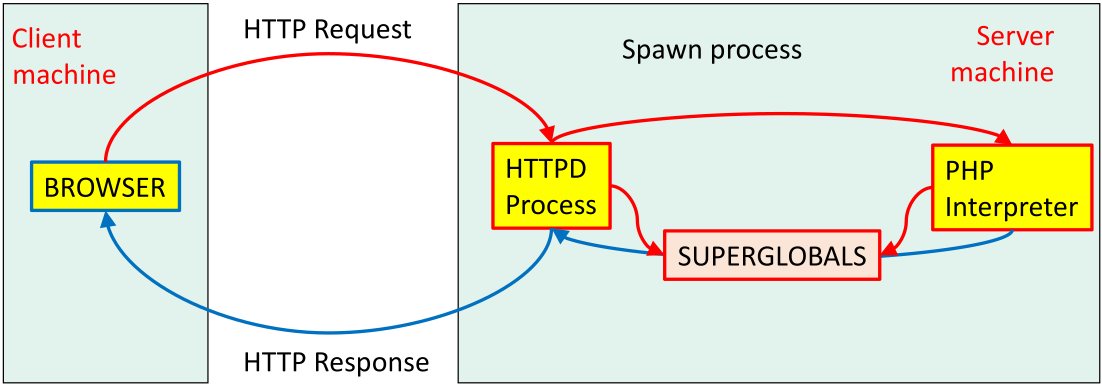 Client
machine
HTTP Request
Spawn process
Server
machine
BROWSER
HTTPD
Process
PHP
Interpreter
SUPERGLOBALS
HTTP Response